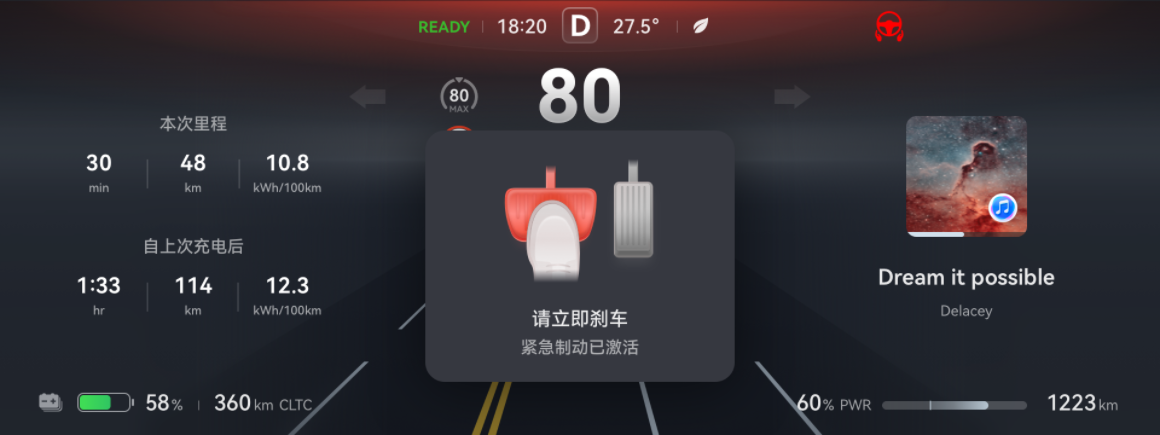 READY 18:20 D 27.5°
80 MAX
80
本次里程
30 min 48 km 10.8 kWh/100km
自上次充电后
1:33 hr 114 km 12.3 kWh/100km
请立即刹车
紧急制动已激活
Dream it possible
Delacey
58% 360 km CLTC
60% PWR 1223 km